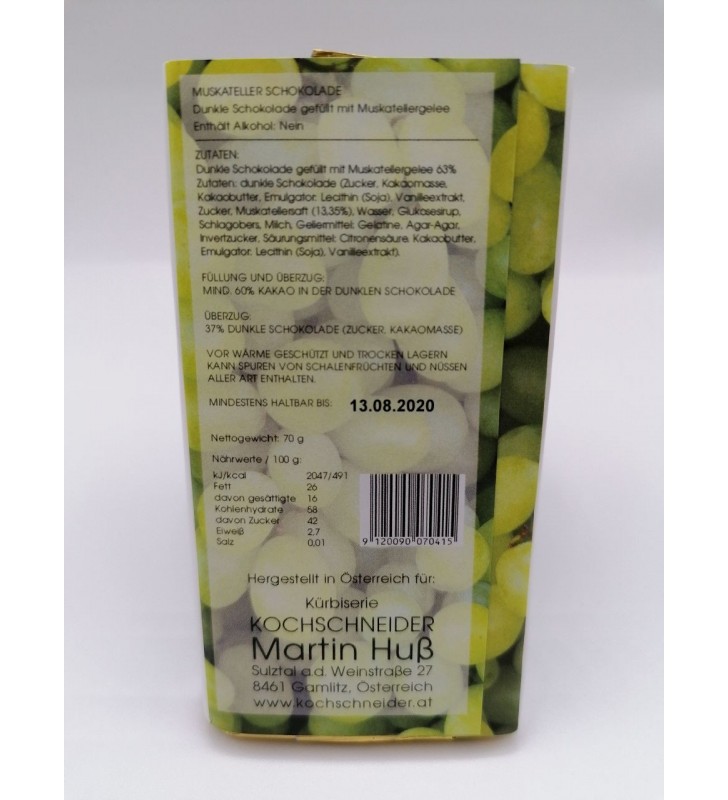 MUSKATELLER SCHOKOLADE
Dunkle Schokolade gefüllt mit Muskatellergelee
Enthält Alkohol: Nein
ZUTATEN:
Dunkle Schokolade gefüllt mit Muskatellergelee 63%
Zutaten: dunkle Schokolade (Zucker, Kakaomasse,
Kakaobutter, Emulgator: Lecithin (Soja), Vanilleextrakt,
Zucker, Muskatellersaft (13,35%), Wasser, Glukosesirup,
Schlagobers, Milch, Geliermittel: Gelatine, Agar-Agar,
Invertzucker, Säurungsmittel: Citronensäure, Kakaobutter,
Emulgator: Lecithin (Soja), Vanilleextrakt).
FÜLLUNG UND ÜBERZUG:
MIND. 60% KAKAO IN DER DUNKLEN SCHOKOLADE
ÜBERZUG:
37% DUNKLE SCHOKOLADE (ZUCKER, KAKAOMASSE)
VOR WÄRME GESCHÜTZT UND TROCKEN LAGERN
KANN SPUREN VON SCHALENFRÜCHTEN UND NÜSSEN
ALLER ART ENTHALTEN.
MINDESTENS HALTBAR BIS: 13.08.2020
Nettogewicht: 70 g
Nährwerte / 100 g:
kJ/kcal 2047/491
Fett 26
davon gesättigte 16
Kohlenhydrate 58
davon Zucker 42
Eiweiß 2,7
Salz 0,01
9 120090 070415
Hergestellt in Österreich für:
Kürbiserie
KOCHSCHNEIDER
Martin Huß
Sulztal a.d. Weinstraße 27
8461 Gamlitz, Österreich
www.kochschneider.at